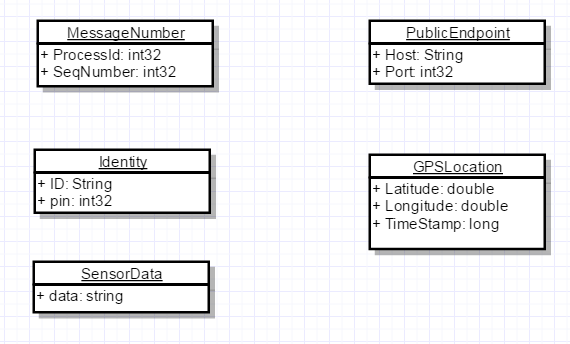 MessageNumber
+ ProcessId: int32
+ SeqNumber: int32
PublicEndpoint
+ Host: String
+ Port: int32
Identity
+ ID: String
+ pin: int32
GPSLocation
+ Latitude: double
+ Longitude: double
+ TimeStamp: long
SensorData
+ data: string